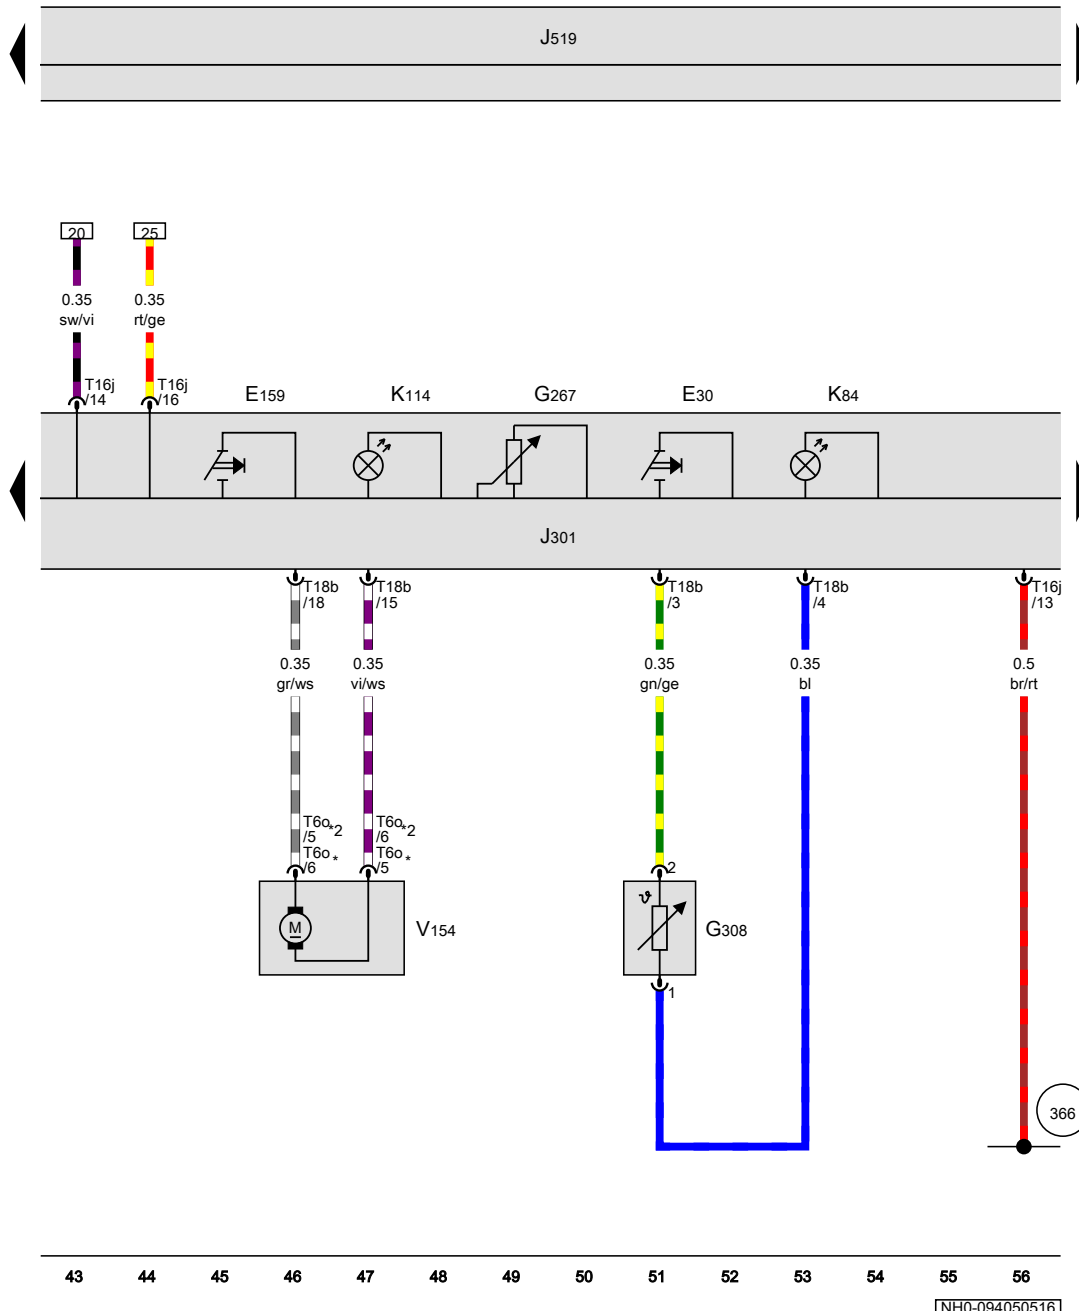 J519
20 25
0.35 0.35
sw/vi rt/ge
T16j T16j
/14 /16
E159 K114 G267 E30 K84
J301
T18b T18b T18b T18b T16j
/18 /15 /3 /4 /13
0.35 0.35 0.35 0.35 0.5
gr/ws vi/ws gn/ge bl br/rt
T6o*2 T6o*2
/5 /6
T6o* T6o*
/6 /5
2
ϑ
M
V154
G308
1
366
43 44 45 46 47 48 49 50 51 52 53 54 55 56
NH0-094050516